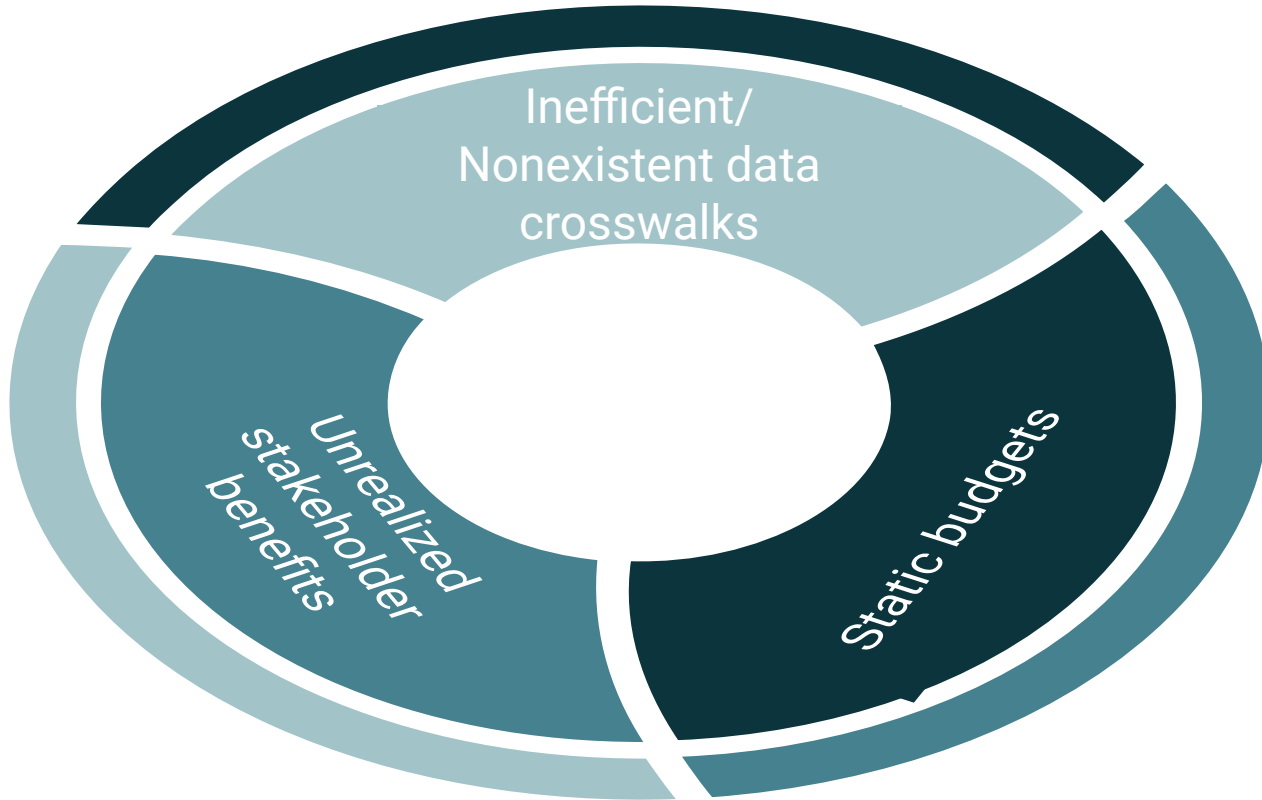 Inefficient/
Nonexistent data
crosswalks
Unrealized
stakeholder
benefits
Static budgets